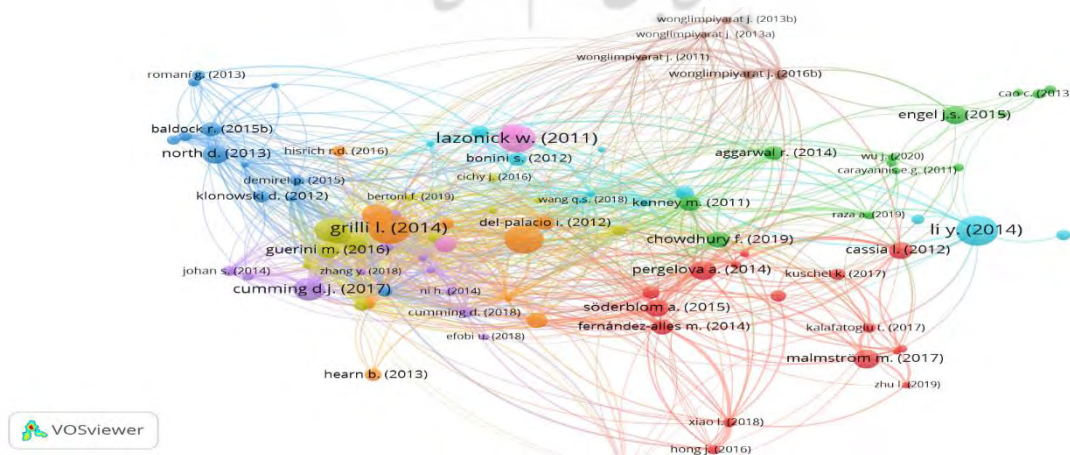 wonglimpiyarat j. (2013b)
wonglimpiyarat j. (2013a)
wonglimpiyarat j. (2011)
wonglimpiyarat j. (2016b)
romaní g. (2013)
cao c. (2013
engel j.s. (2015)
baldock r. (2015b)
lazonick w. (2011)
hisrich r.d. (2016)
north d. (2013)
bonini s. (2012)
aggarwal r. (2014)
wu j. (2020)
carayannis e.g. (2011)
cichy j. (2016)
demirel p. (2015)
klonowski d. (2012)
bertoni f. (2019)
wang q.s. (2018)
kenney m. (2011)
raza a. (2019)
grilli l. (2014)
del-palacio i. (2012)
li y. (2014)
chowdhury f. (2019)
guerini m. (2016)
cassia l. (2012)
johan s. (2014)
zhang y. (2018)
pergelova a. (2014)
kuschel k. (2017)
cumming d.j. (2017)
ni h. (2014)
söderblom a. (2015)
cumming d. (2018)
fernández-alles m. (2014)
kalafatoglu t. (2017)
efobi u. (2018)
malmström m. (2017)
hearn b. (2013)
zhu l. (2019)
xiao l. (2018)
hong j. (2016)
VOSviewer